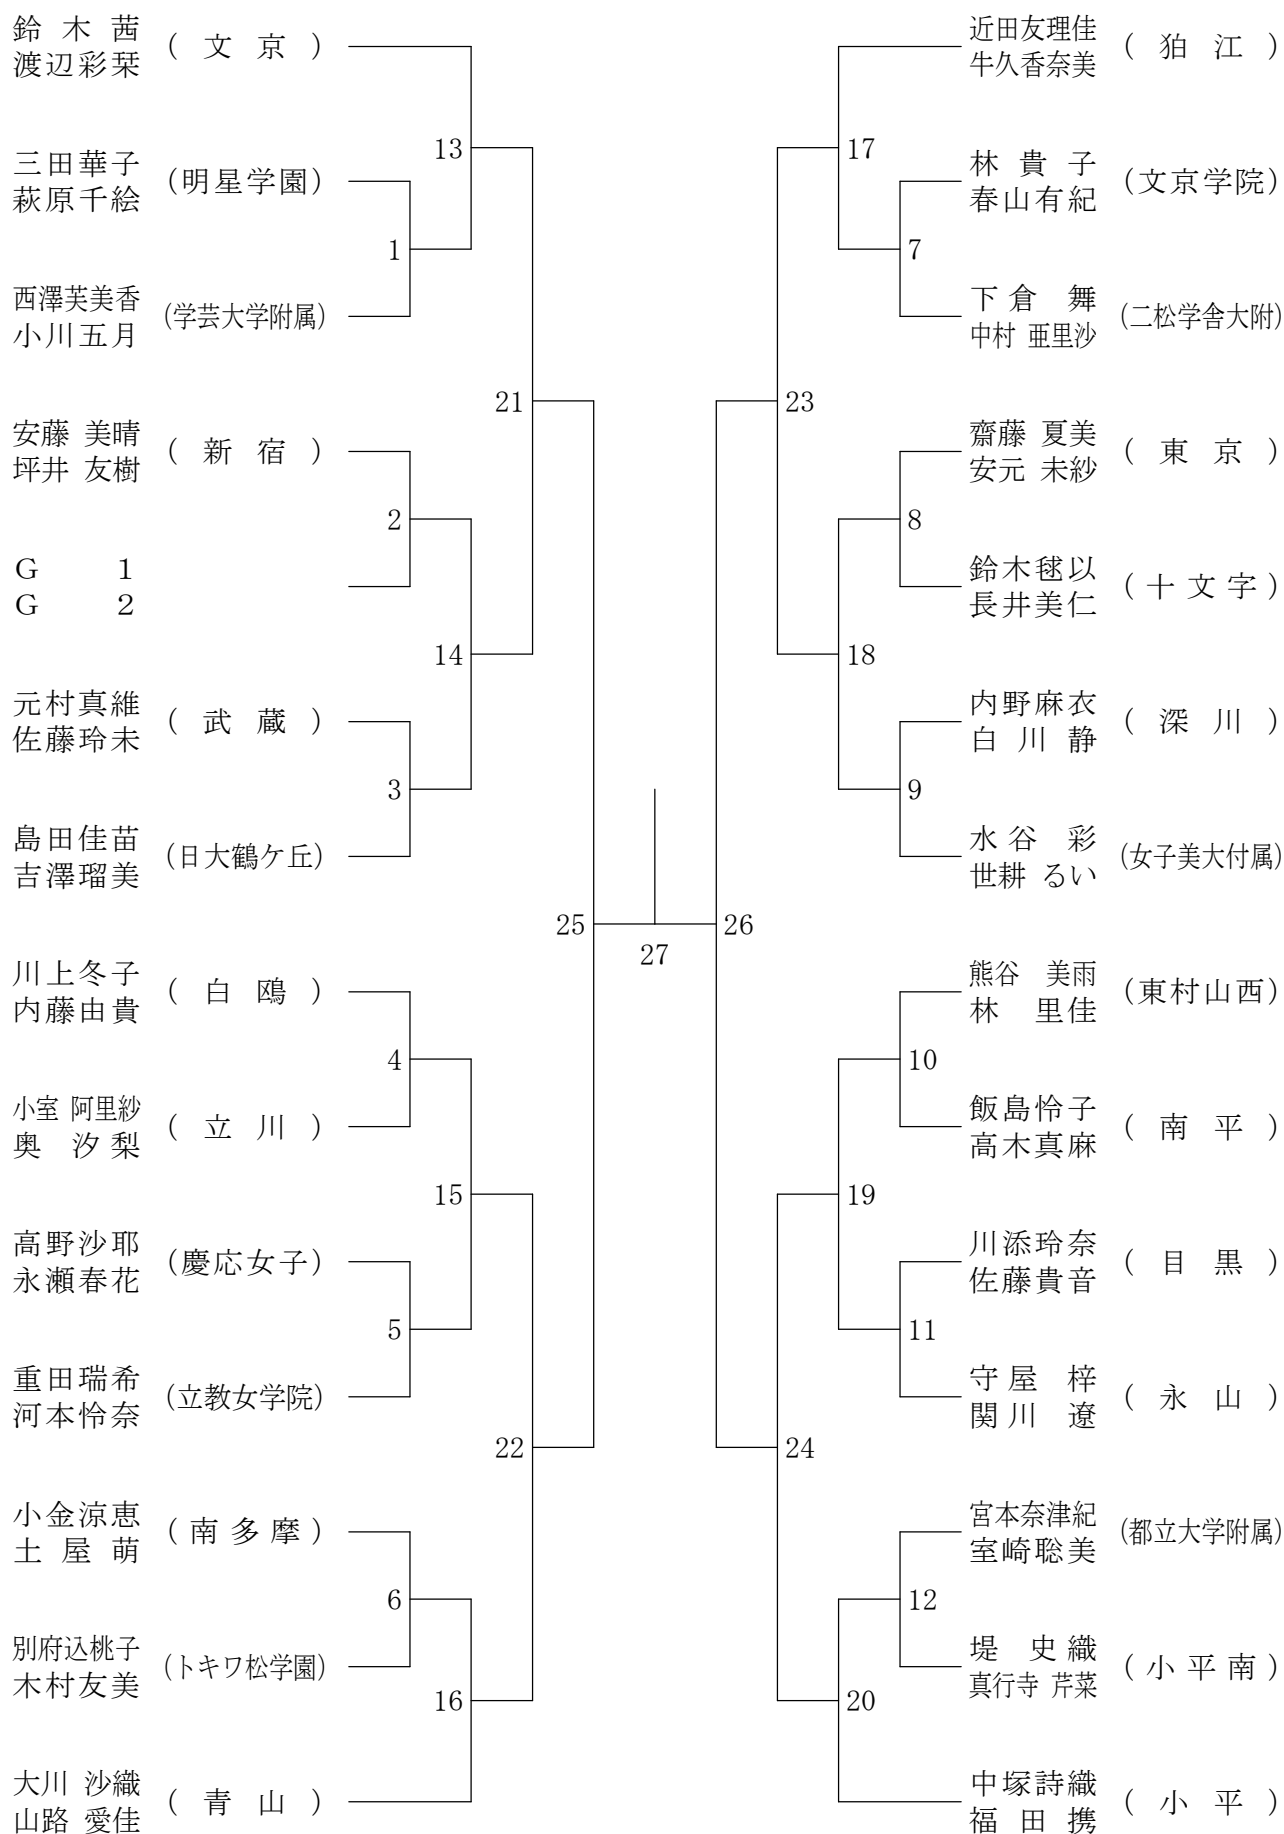 鈴木茜
渡辺彩栞
(文京)
三田華子
萩原千絵
(明星学園)
西澤芙美香
小川五月
(学芸大学附属)
安藤 美晴
坪井 友樹
(新宿)
G 1
G 2
元村真維
佐藤玲未
(武蔵)
島田佳苗
吉澤瑠美
(日大鶴ケ丘)
川上冬子
内藤由貴
(白鴎)
小室 阿里紗
奥 汐梨
(立川)
高野沙耶
永瀬春花
(慶応女子)
重田瑞希
河本怜奈
(立教女学院)
小金涼恵
土屋萌
(南多摩)
別府込桃子
木村友美
(トキワ松学園)
大川 沙織
山路 愛佳
(青山)
1
2
3
4
5
6
13
14
15
16
21
22
25
27
26
23
24
17
18
19
20
7
8
9
10
11
12
近田友理佳
牛久香奈美
(狛江)
林貴子
春山有紀
(文京学院)
下倉 舞
中村 亜里沙
(二松学舎大附)
齋藤 夏美
安元 未紗
(東京)
鈴木毬以
長井美仁
(十文字)
内野麻衣
白川静
(深川)
水谷 彩
世耕 るい
(女子美大付属)
熊谷 美雨
林 里佳
(東村山西)
飯島怜子
高木真麻
(南平)
川添玲奈
佐藤貴音
(目黒)
守屋 梓
関川 遼
(永山)
宮本奈津紀
室崎聡美
(都立大学附属)
堤 史織
真行寺 芹菜
(小平南)
中塚詩織
福田携
(小平)